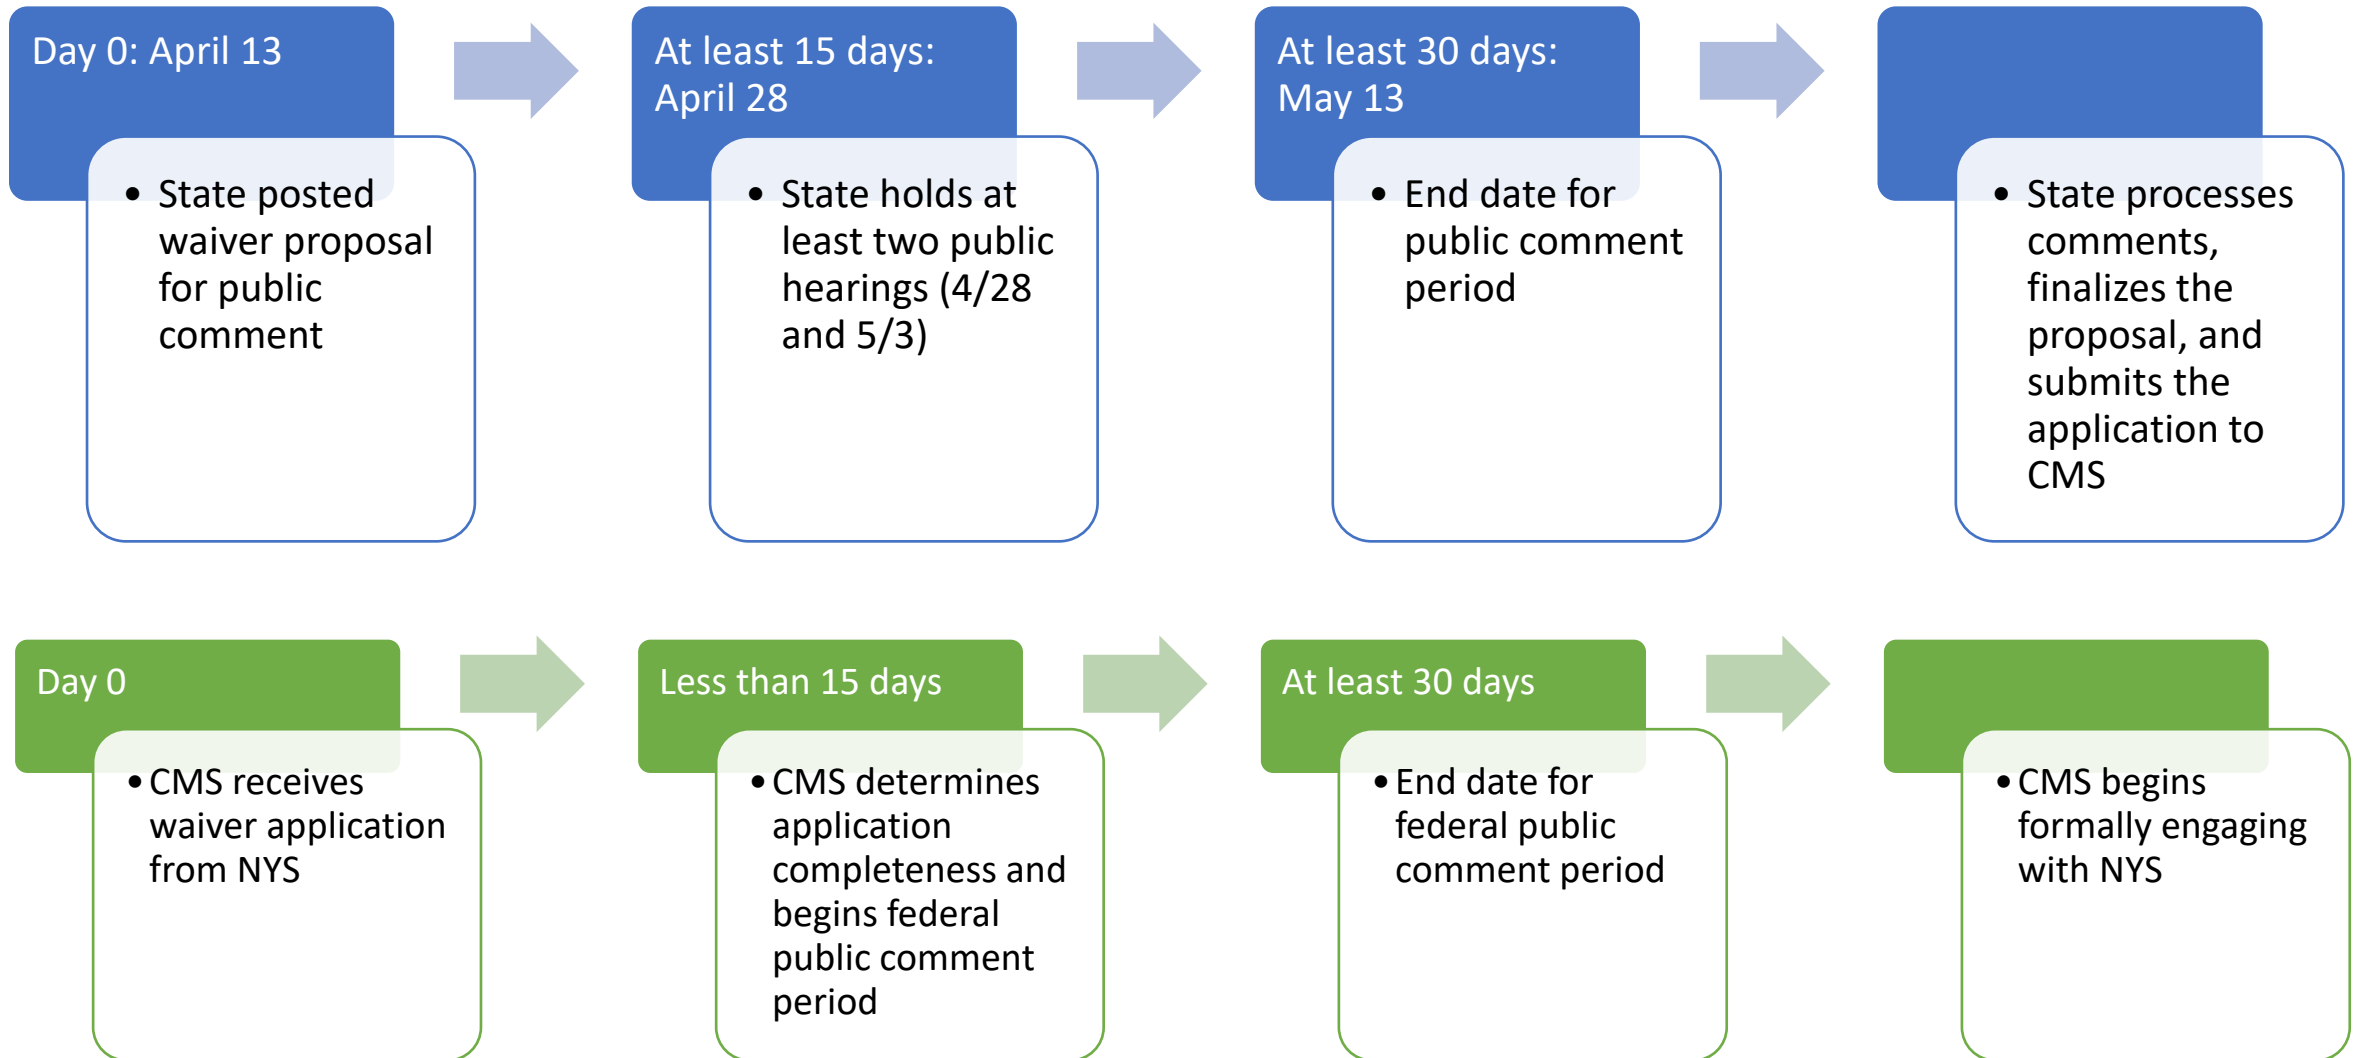 Day 0: April 13
• State posted
waiver proposal
for public
comment
At least 15 days:
April 28
• State holds at
least two public
hearings (4/28
and 5/3)
At least 30 days:
May 13
• End date for
public comment
period
• State processes
comments,
finalizes the
proposal, and
submits the
application to
CMS
Day 0
• CMS receives
waiver application
from NYS
Less than 15 days
• CMS determines
application
completeness and
begins federal
public comment
period
At least 30 days
• End date for
federal public
comment period
• CMS begins
formally engaging
with NYS